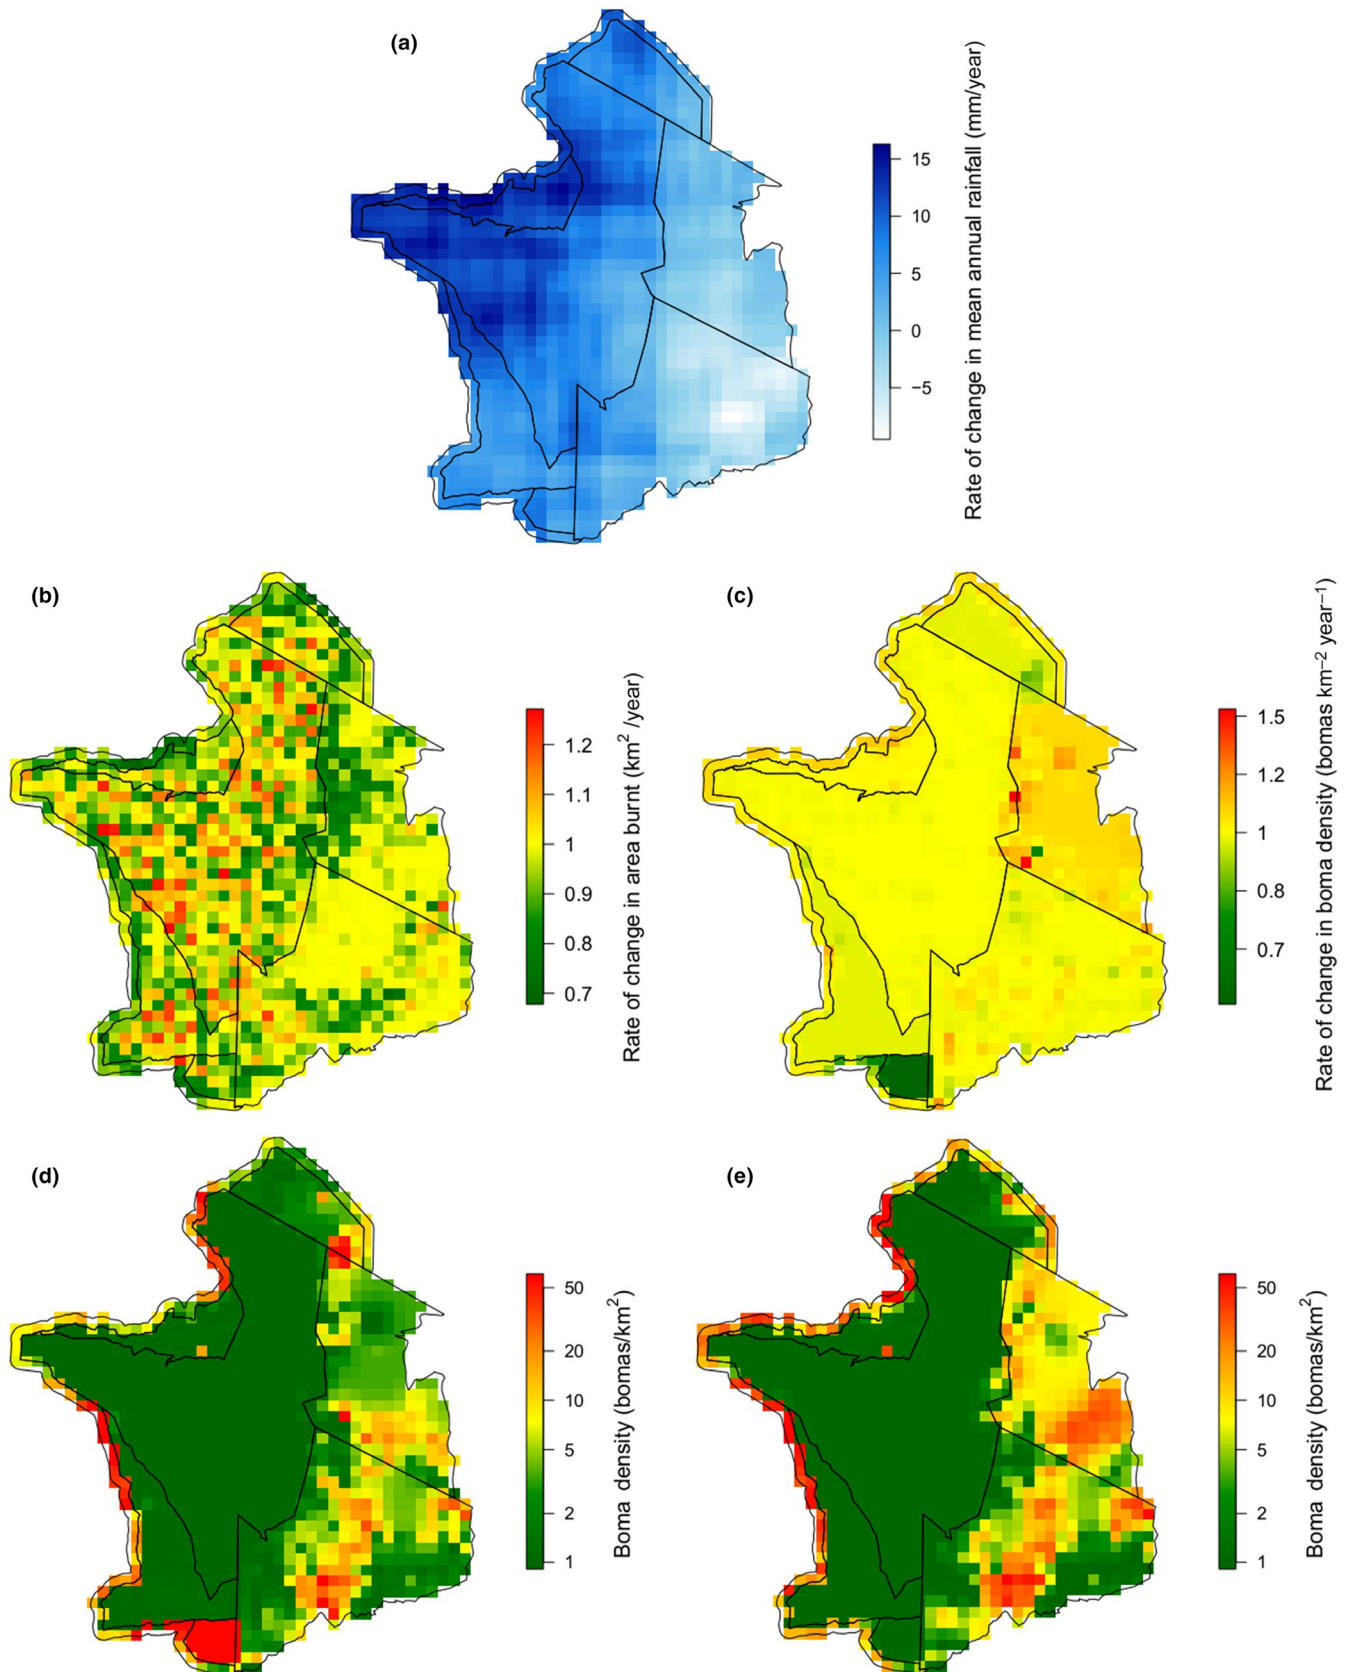 (a)
15
10
5
0
−5
Rate of change in mean annual rainfall (mm/year)
(b)
1.2
1.1
1
0.9
0.8
0.7
Rate of change in area burnt (km² /year)
(c)
1.5
1.2
1
0.8
0.7
Rate of change in boma density (bomas km⁻² year⁻¹)
(d)
50
20
10
5
2
1
Boma density (bomas/km²)
(e)
50
20
10
5
2
1
Boma density (bomas/km²)